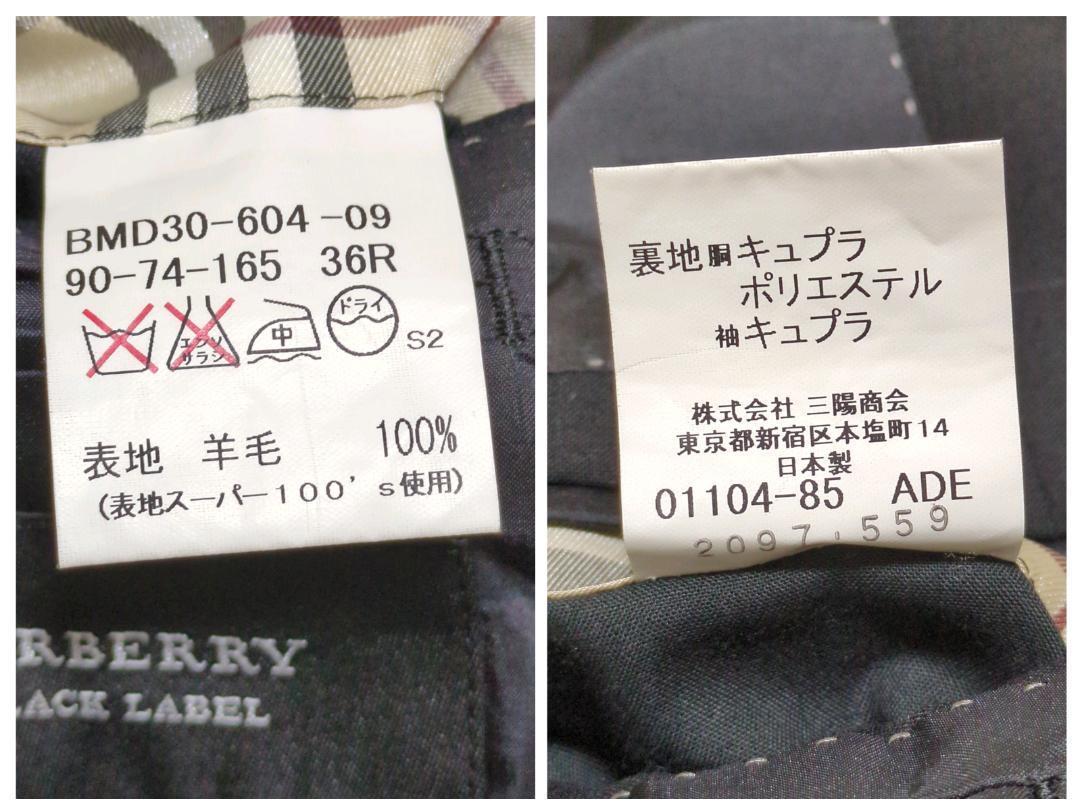 BMD30-604-09
90-74-165 36R
エンソ
サラシ
中
ドライ
S2
表地 羊毛 100%
(表地スーパー100's使用)
RBERRY
LACK LABEL
裏地 胴キュプラ
ポリエステル
袖キュプラ
株式会社 三陽商会
東京都新宿区本塩町14
日本製
01104-85 ADE
2097.559